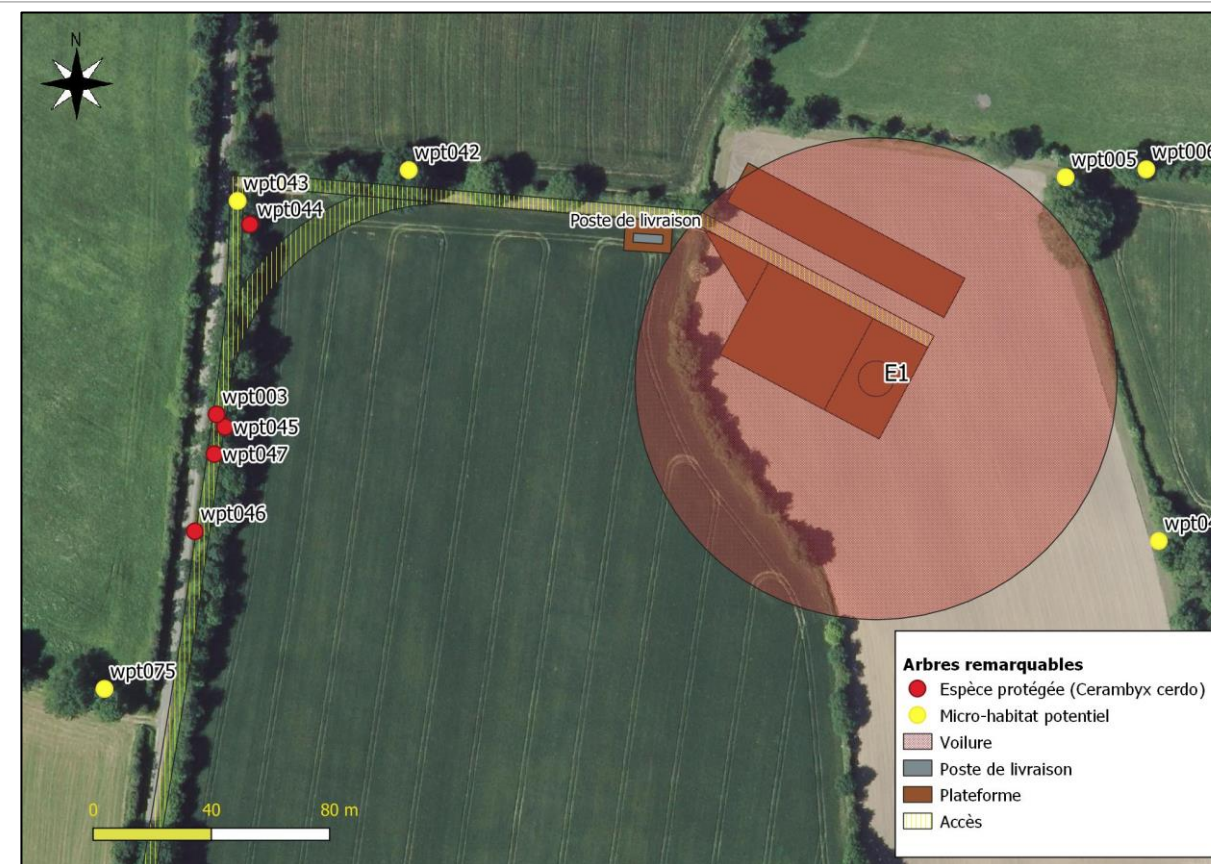 N
wpt042
wpt043
wpt044
wpt005
wpt006
Poste de livraison
E1
wpt003
wpt045
wpt047
wpt046
wpt04
wpt075
0 40 80 m
Arbres remarquables
Espèce protégée (Cerambyx cerdo)
Micro-habitat potentiel
Voilure
Poste de livraison
Plateforme
Accès